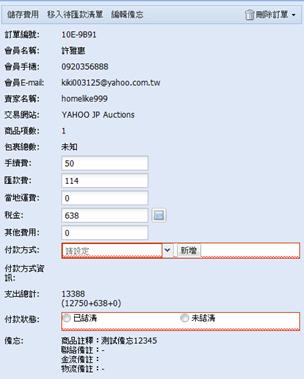 儲存費用 移入待匯款清單 編輯備忘 刪除訂單
訂單編號: 10E-9B91
會員名稱: 許雅惠
會員手機: 0920356888
會員E-mail: kiki003125@yahoo.com.tw
賣家名稱: homelike999
交易網站: YAHOO JP Auctions
商品項數: 1
包裹總數: 未知
手續費: 50
匯款費: 114
當地運費: 0
稅金: 638
其他費用: 0
付款方式: 請設定 新增
付款方式資
訊:
支出總計: 13388
(12750+638+0)
付款狀態: 已結清 未結清
備忘: 商品註釋:測試備忘12345
聯絡備註:-
金流備註:-
物流備註:-